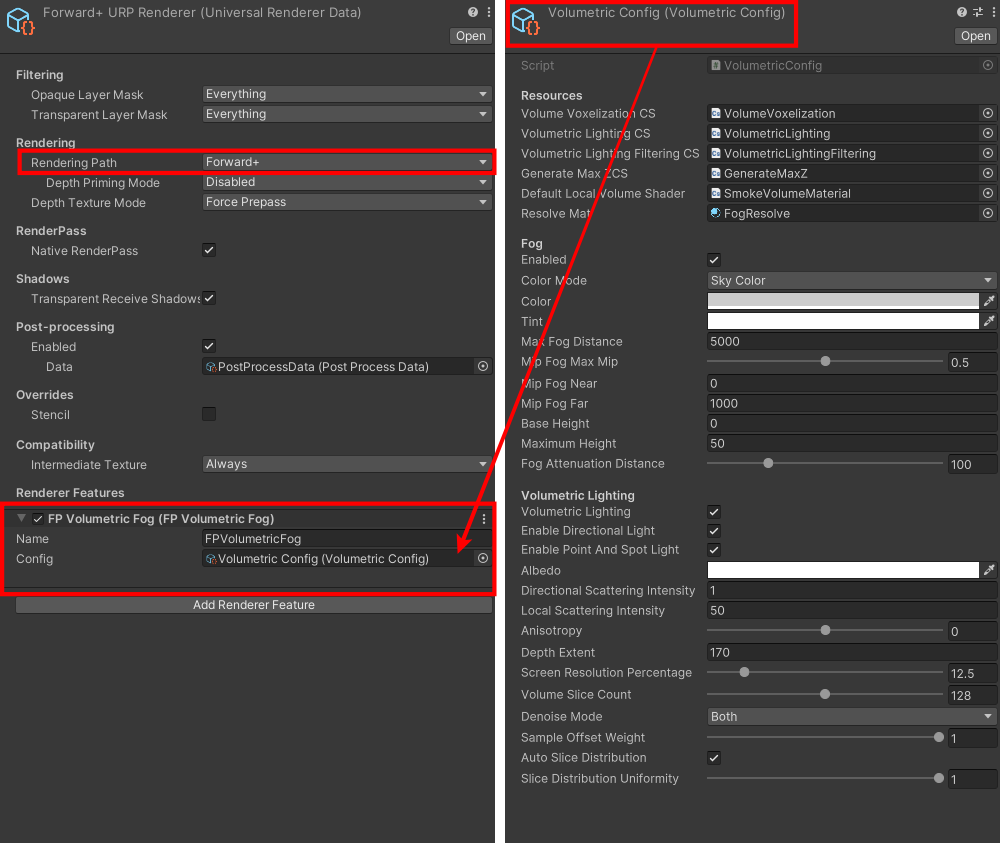 Forward+ URP Renderer (Universal Renderer Data)
Open
Filtering
Opaque Layer Mask Everything
Transparent Layer Mask Everything
Rendering
Rendering Path Forward+
Depth Priming Mode Disabled
Depth Texture Mode Force Prepass
RenderPass
Native RenderPass
Shadows
Transparent Receive Shadows
Post-processing
Enabled
Data PostProcessData (Post Process Data)
Overrides
Stencil
Compatibility
Intermediate Texture Always
Renderer Features
FP Volumetric Fog (FP Volumetric Fog)
Name FPVolumetricFog
Config Volumetric Config (Volumetric Config)
Add Renderer Feature
Volumetric Config (Volumetric Config)
Open
Script VolumetricConfig
Resources
Volume Voxelization CS VolumeVoxelization
Volumetric Lighting CS VolumetricLighting
Volumetric Lighting Filtering CS VolumetricLightingFiltering
Generate Max ZCS GenerateMaxZ
Default Local Volume Shader SmokeVolumeMaterial
Resolve Mat FogResolve
Fog
Enabled
Color Mode Sky Color
Color
Tint
Max Fog Distance 5000
Mip Fog Max Mip 0.5
Mip Fog Near 0
Mip Fog Far 1000
Base Height 0
Maximum Height 50
Fog Attenuation Distance 100
Volumetric Lighting
Volumetric Lighting
Enable Directional Light
Enable Point And Spot Light
Albedo
Directional Scattering Intensity 1
Local Scattering Intensity 50
Anisotropy 0
Depth Extent 170
Screen Resolution Percentage 12.5
Volume Slice Count 128
Denoise Mode Both
Sample Offset Weight 1
Auto Slice Distribution
Slice Distribution Uniformity 1